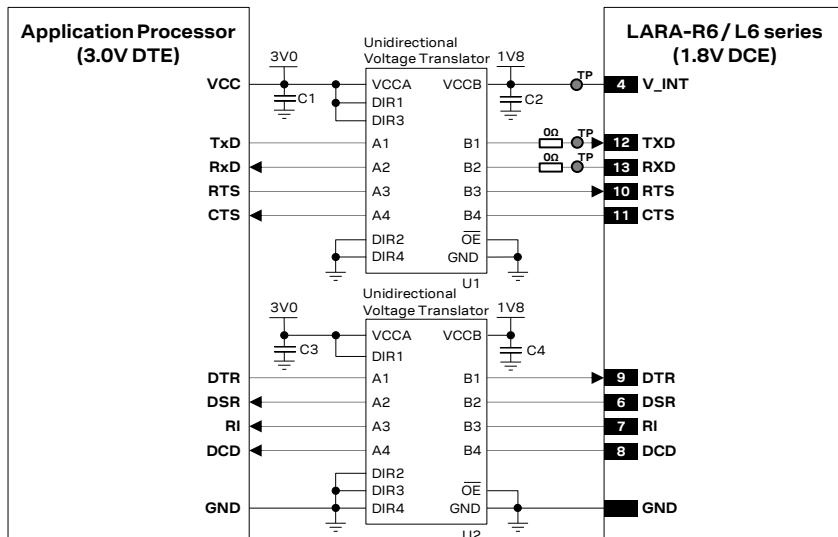 Application Processor
(3.0V DTE)
LARA-R6 / L6 series
(1.8V DCE)
Unidirectional
Voltage Translator
3V0
1V8
VCC
C1
VCCA
VCCB
C2
TP
4
V_INT
DIR1
DIR3
TxD
A1
B1
0Ω
TP
12
TXD
RxD
A2
B2
0Ω
TP
13
RXD
RTS
A3
B3
10
RTS
CTS
A4
B4
11
CTS
DIR2
OE
DIR4
GND
U1
Unidirectional
Voltage Translator
3V0
1V8
VCCA
VCCB
C3
C4
DIR1
DTR
A1
B1
9
DTR
DSR
A2
B2
6
DSR
RI
A3
B3
7
RI
DCD
A4
B4
8
DCD
DIR2
DIR3
OE
GND
DIR4
GND
GND
U2